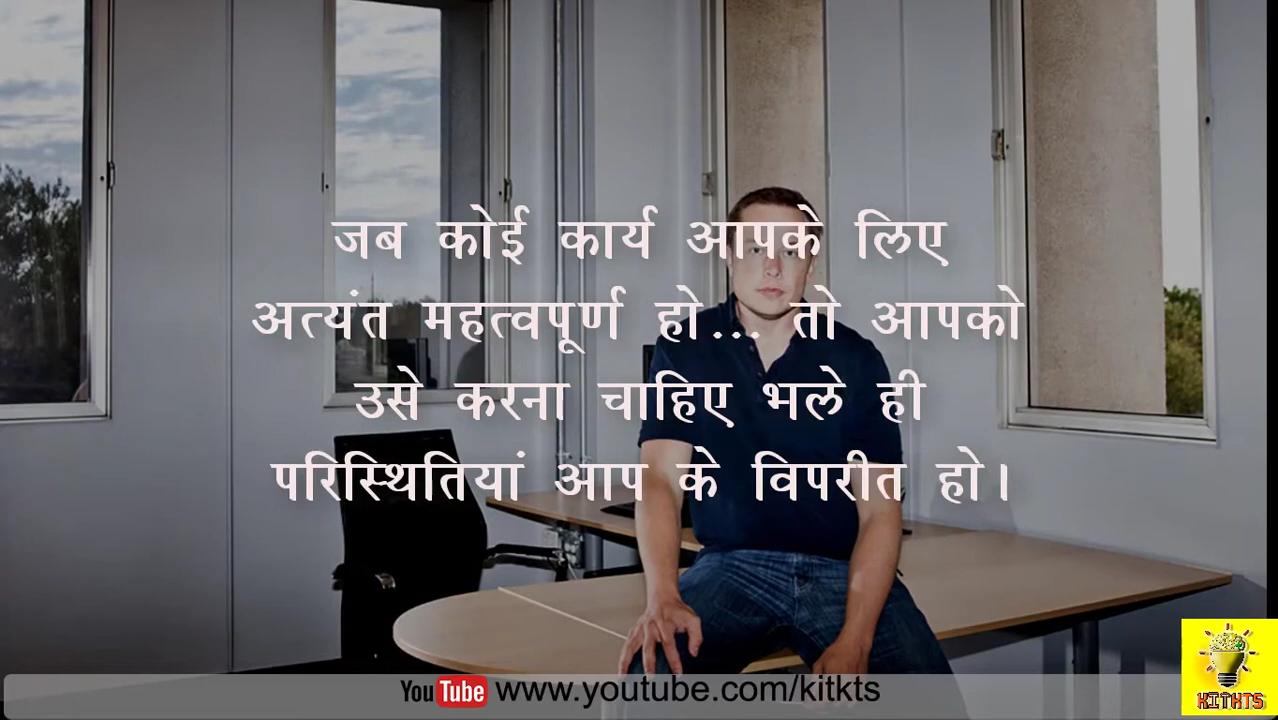 जब कोई कार्य आपके लिए
अत्यंत महत्वपूर्ण हो... तो आपको
उसे करना चाहिए भले ही
परिस्थितियां आप के विपरीत हो।
YouTube www.youtube.com/kitkts
KITKTS